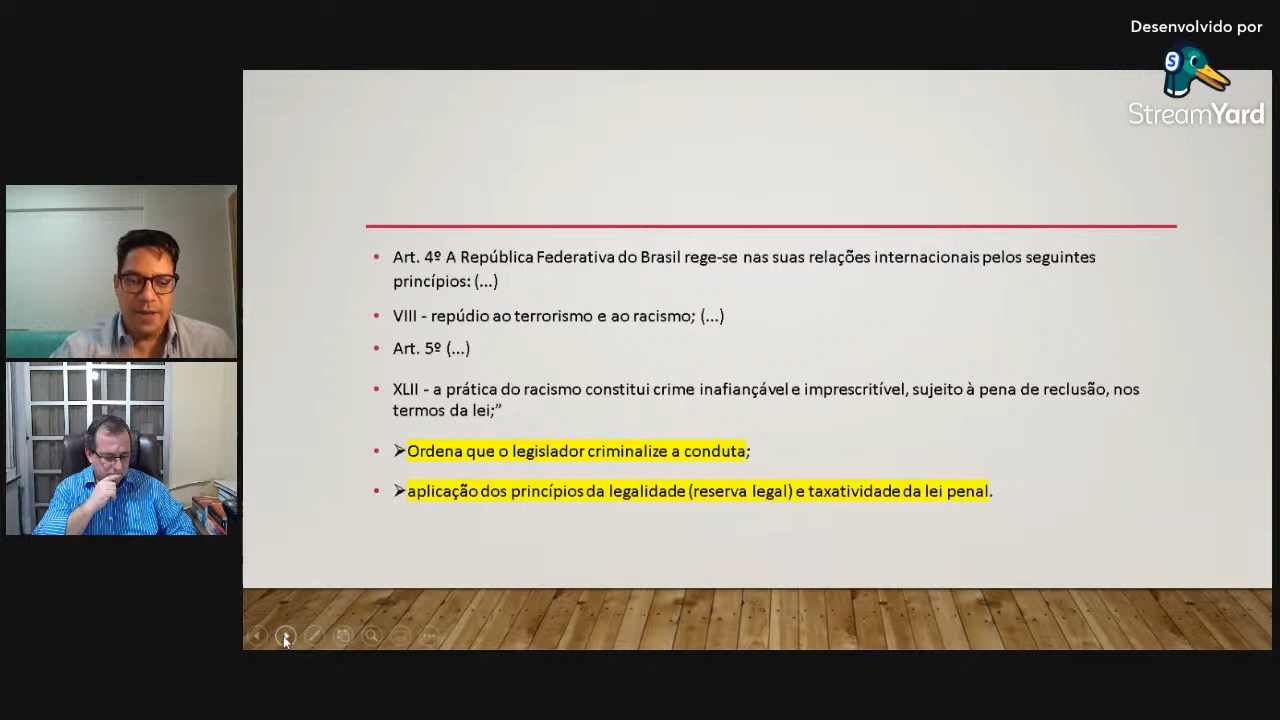 Desenvolvido por
StreamYard
• Art. 4º A República Federativa do Brasil rege-se nas suas relações internacionais pelos seguintes
princípios: (...)
• VIII - repúdio ao terrorismo e ao racismo; (...)
• Art. 5º (...)
• XLII - a prática do racismo constitui crime inafiançável e imprescritível, sujeito à pena de reclusão, nos
termos da lei;”
• ➢Ordena que o legislador criminalize a conduta;
• ➢aplicação dos princípios da legalidade (reserva legal) e taxatividade da lei penal.